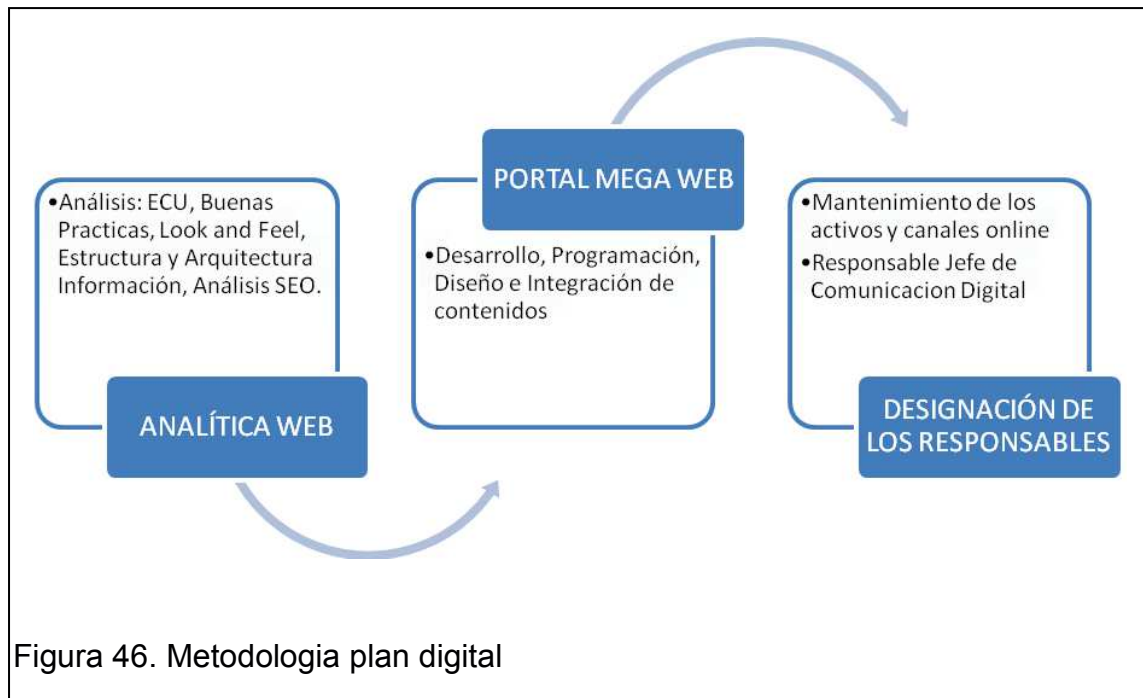 •Análisis: ECU, Buenas
Practicas, Look and Feel,
Estructura y Arquitectura
Información, Análisis SEO.
ANALÍTICA WEB
PORTAL MEGA WEB
•Desarrollo, Programación,
Diseño e Integración de
contenidos
•Mantenimiento de los
activos y canales online
•Responsable Jefe de
Comunicacion Digital
DESIGNACIÓN DE
LOS RESPONSABLES
Figura 46. Metodologia plan digital